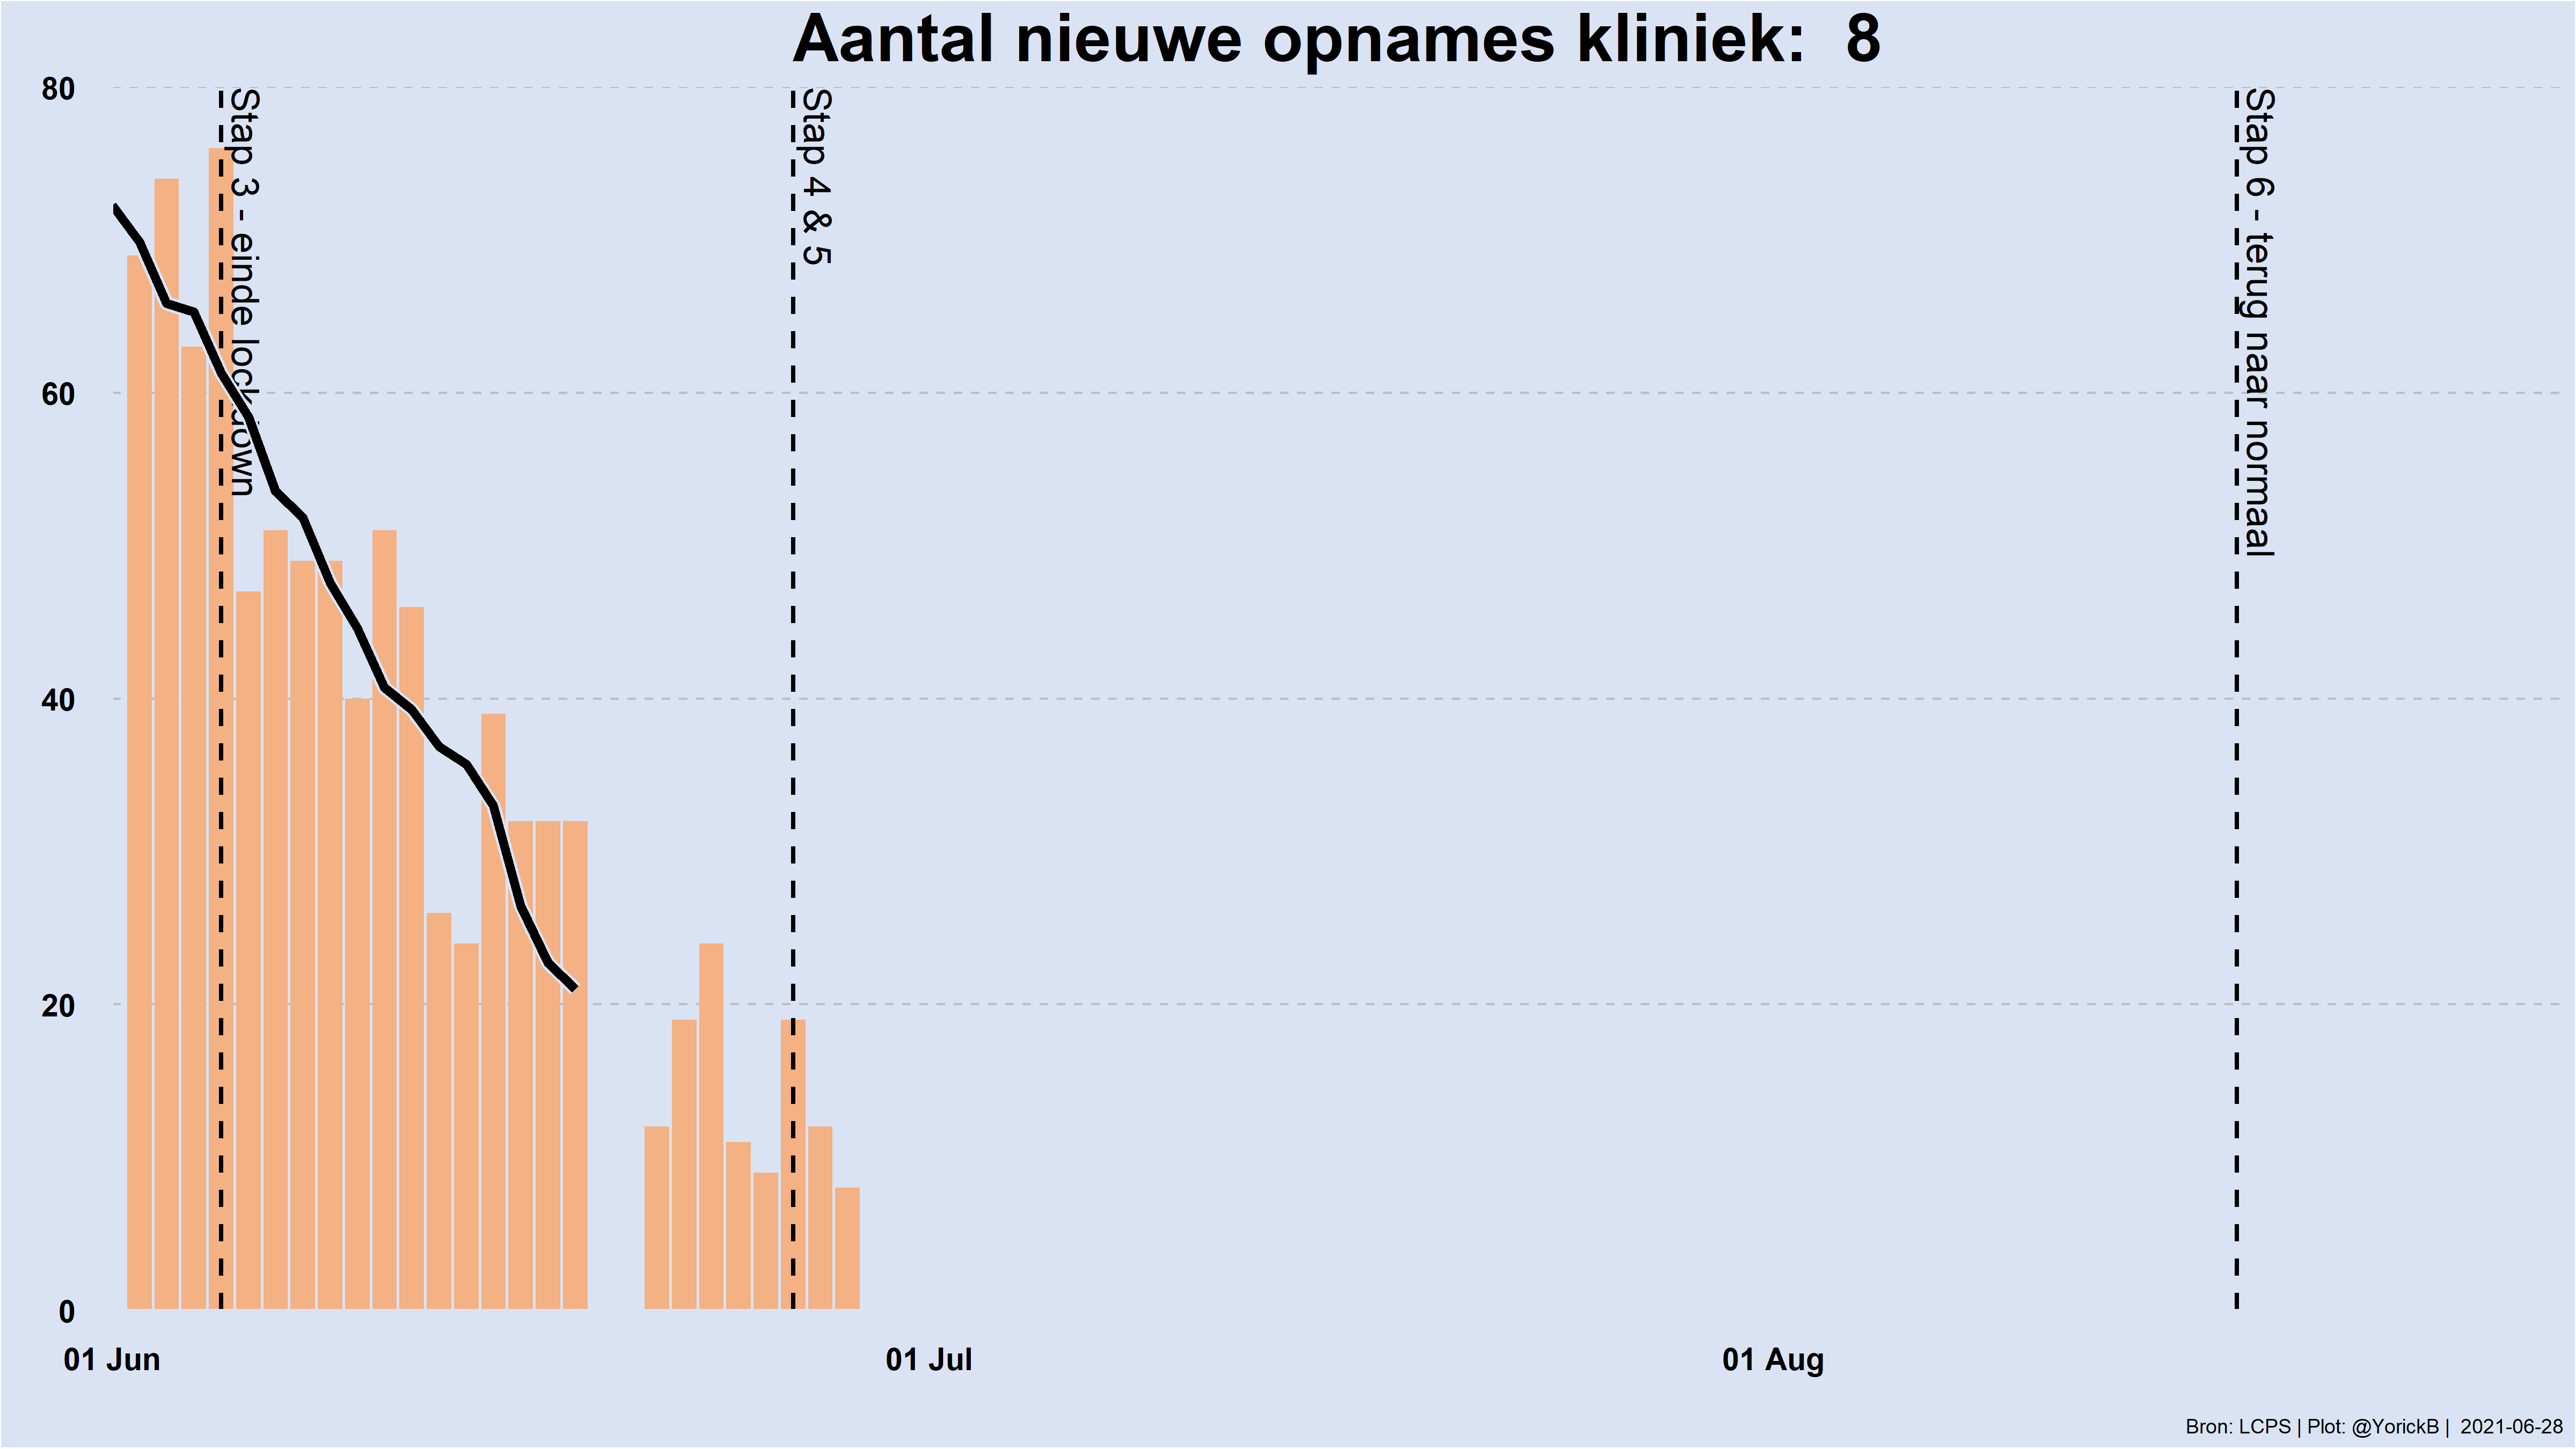 Aantal nieuwe opnames kliniek:  8
80
60
40
20
0
Stap 3 - einde lockdown
Stap 4 & 5
Stap 6 - terug naar normaal
01 Jun
01 Jul
01 Aug
Bron: LCPS | Plot: @YorickB |  2021-06-28